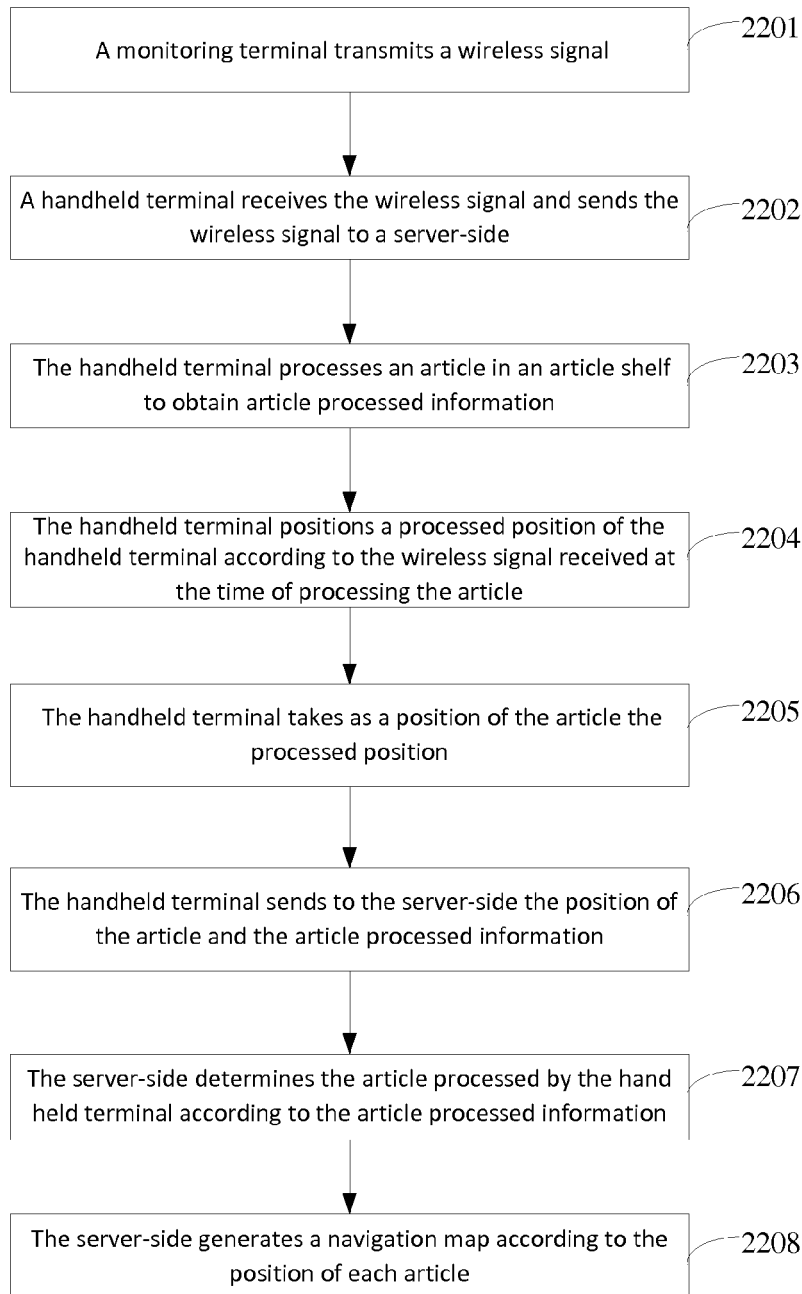 A monitoring terminal transmits a wireless signal
2201
A handheld terminal receives the wireless signal and sends the
wireless signal to a server-side
2202
The handheld terminal processes an article in an article shelf
to obtain article processed information
2203
The handheld terminal positions a processed position of the
handheld terminal according to the wireless signal received at
the time of processing the article
2204
The handheld terminal takes as a position of the article the
processed position
2205
The handheld terminal sends to the server-side the position of
the article and the article processed information
2206
The server-side determines the article processed by the hand
held terminal according to the article processed information
2207
The server-side generates a navigation map according to the
position of each article
2208